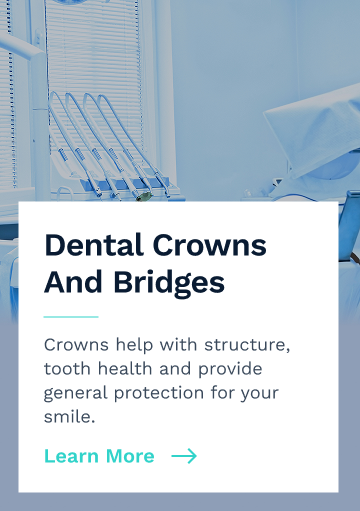 Dental Crowns
And Bridges
Crowns help with structure,
tooth health and provide
general protection for your
smile.
Learn More →